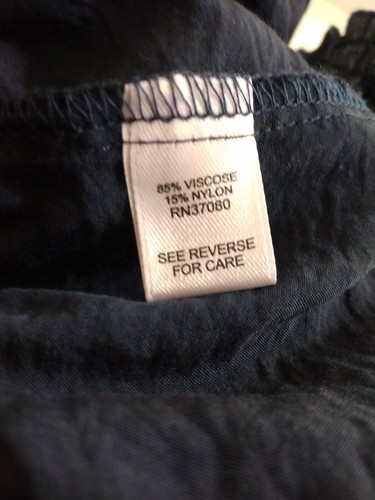 85% VISCOSE
15% NYLON
RN37080
SEE REVERSE
FOR CARE